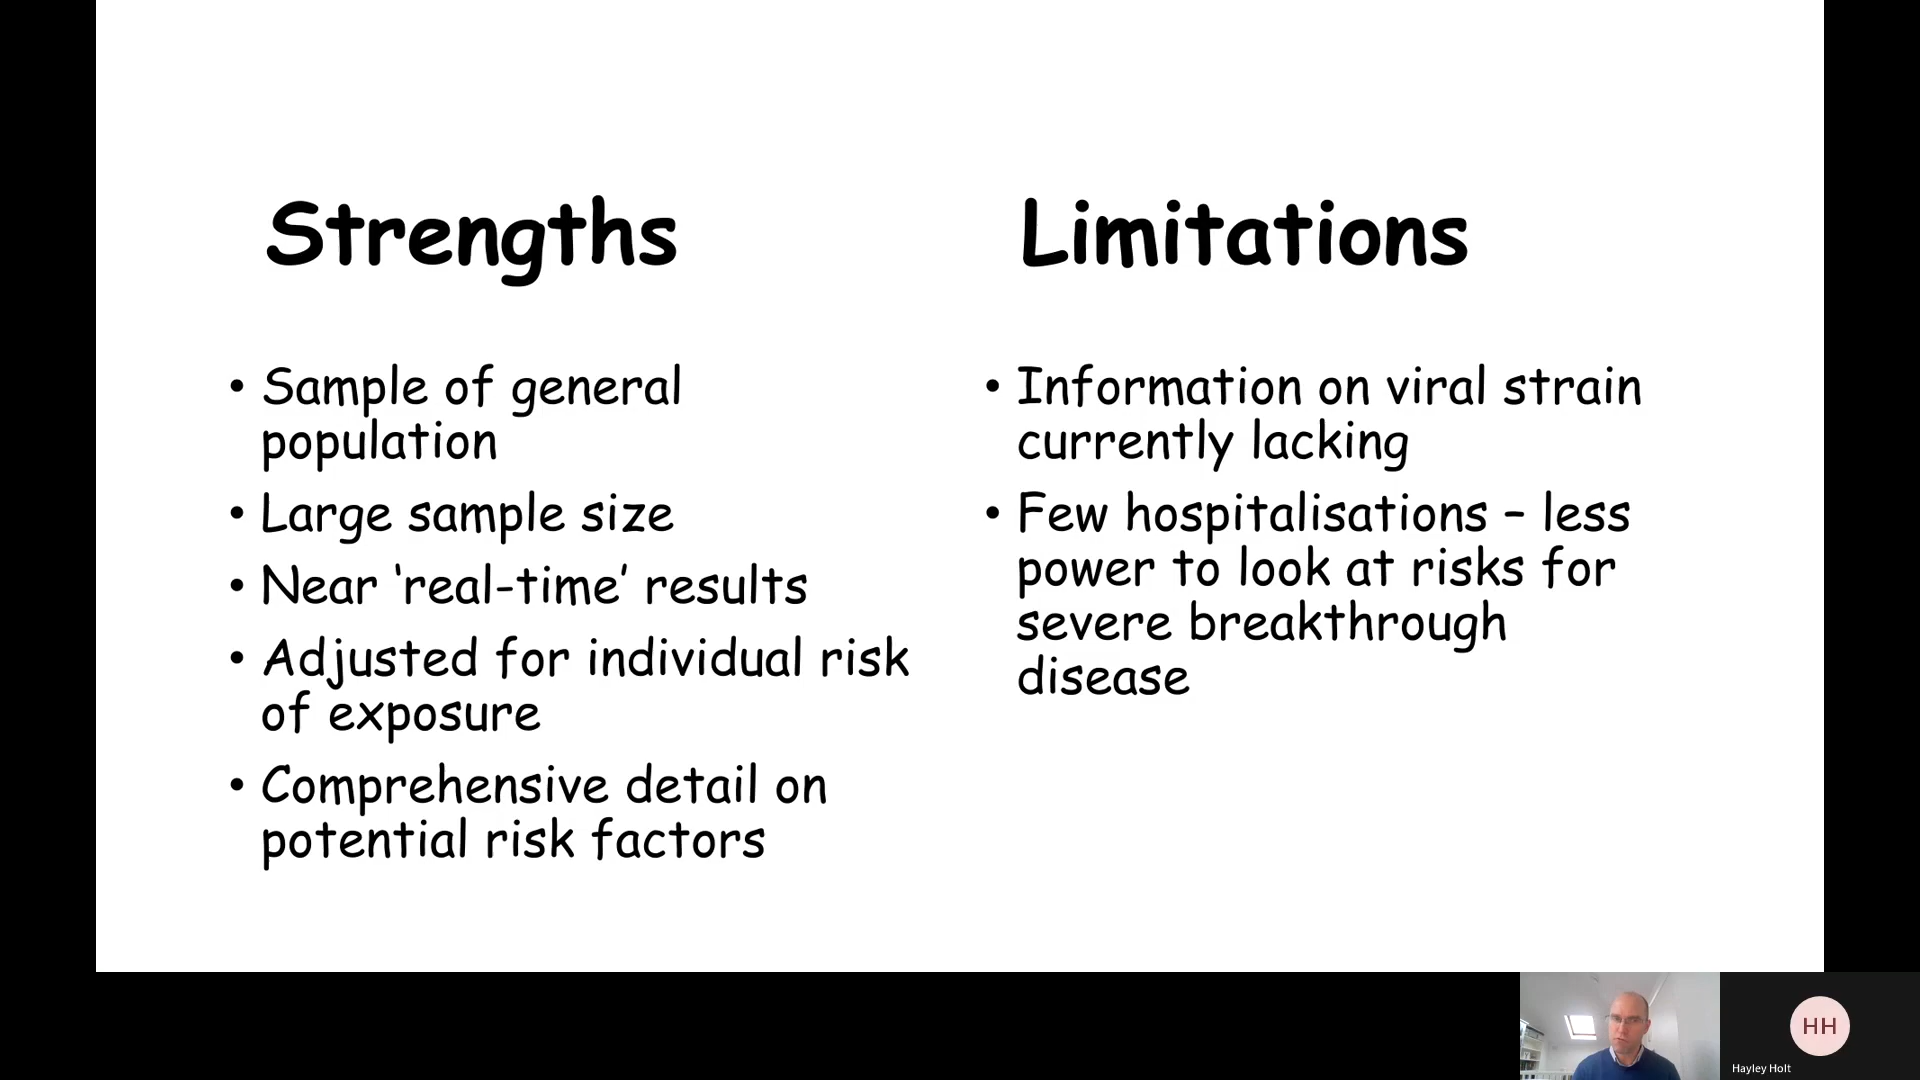 Strengths
• Sample of general
population
• Large sample size
• Near ‘real-time’ results
• Adjusted for individual risk
of exposure
• Comprehensive detail on
potential risk factors
Limitations
• Information on viral strain
currently lacking
• Few hospitalisations – less
power to look at risks for
severe breakthrough
disease
HH
Hayley Holt